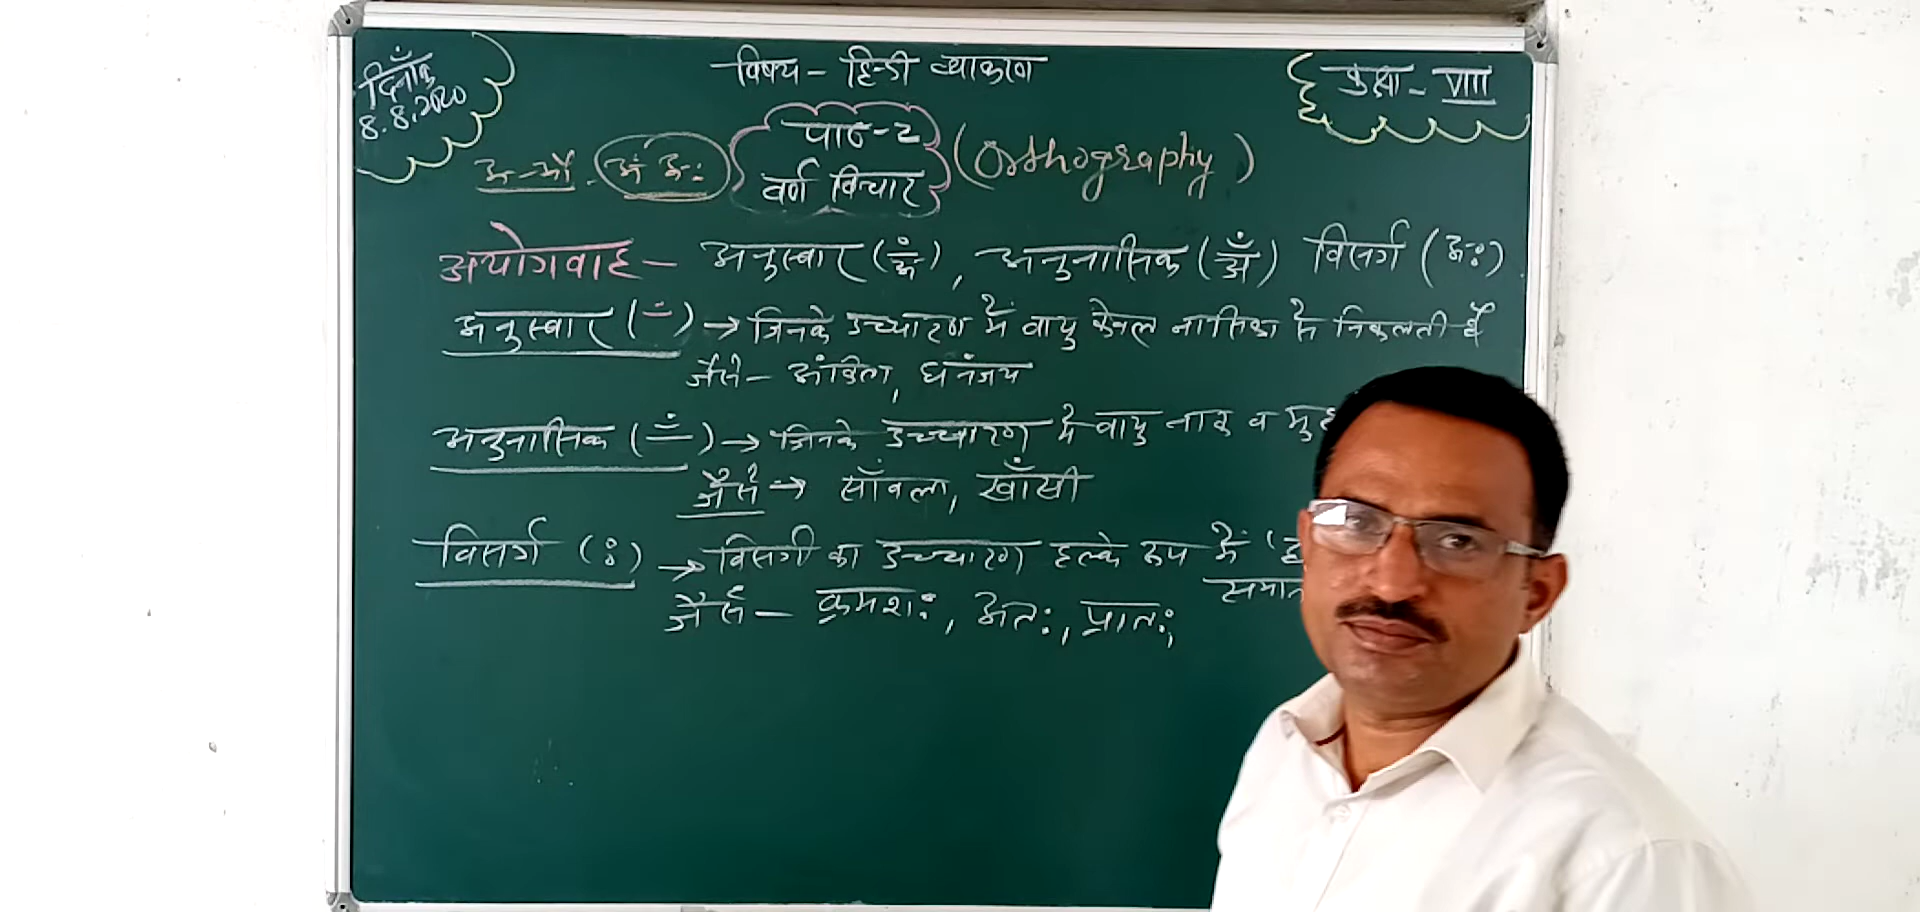 दिनाँक
8.8.2020
विषय - हिन्डी व्याकरण
कक्षा - VIII
अ-औ . अं अः
पाठ-2
वर्ण विचार
(Orthography)
अयोगवाह - अनुस्वार (अं), अनुनासिक (अँ) विसर्ग (अः)
अनुस्वार (ं) → जिनके उच्चारण में वायु केवल नासिका से निकलती है
जैसे - अंकित, धनंजय
अनुनासिक (ँ) → जिनके उच्चारण में वायु नाक व
जैसे → साँवला, खाँसी
विसर्ग (ः) → विसर्ग का उच्चारण हल्के रूप में 'ह
समान
जैसे - क्रमशः, अतः, प्रातः,